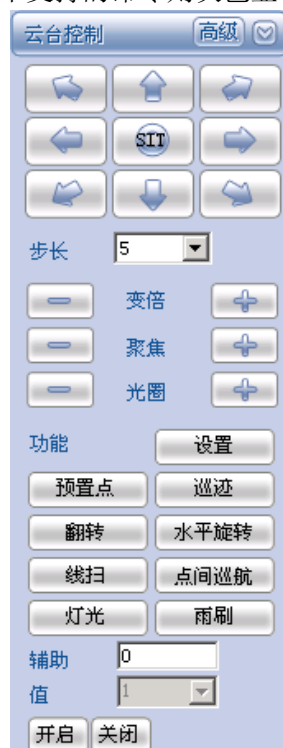 云台控制 高级
SIT
步长 5
变倍
聚焦
光圈
功能 设置
预置点 巡迹
翻转 水平旋转
线扫 点间巡航
灯光 雨刷
辅助 0
值 1
开启 关闭